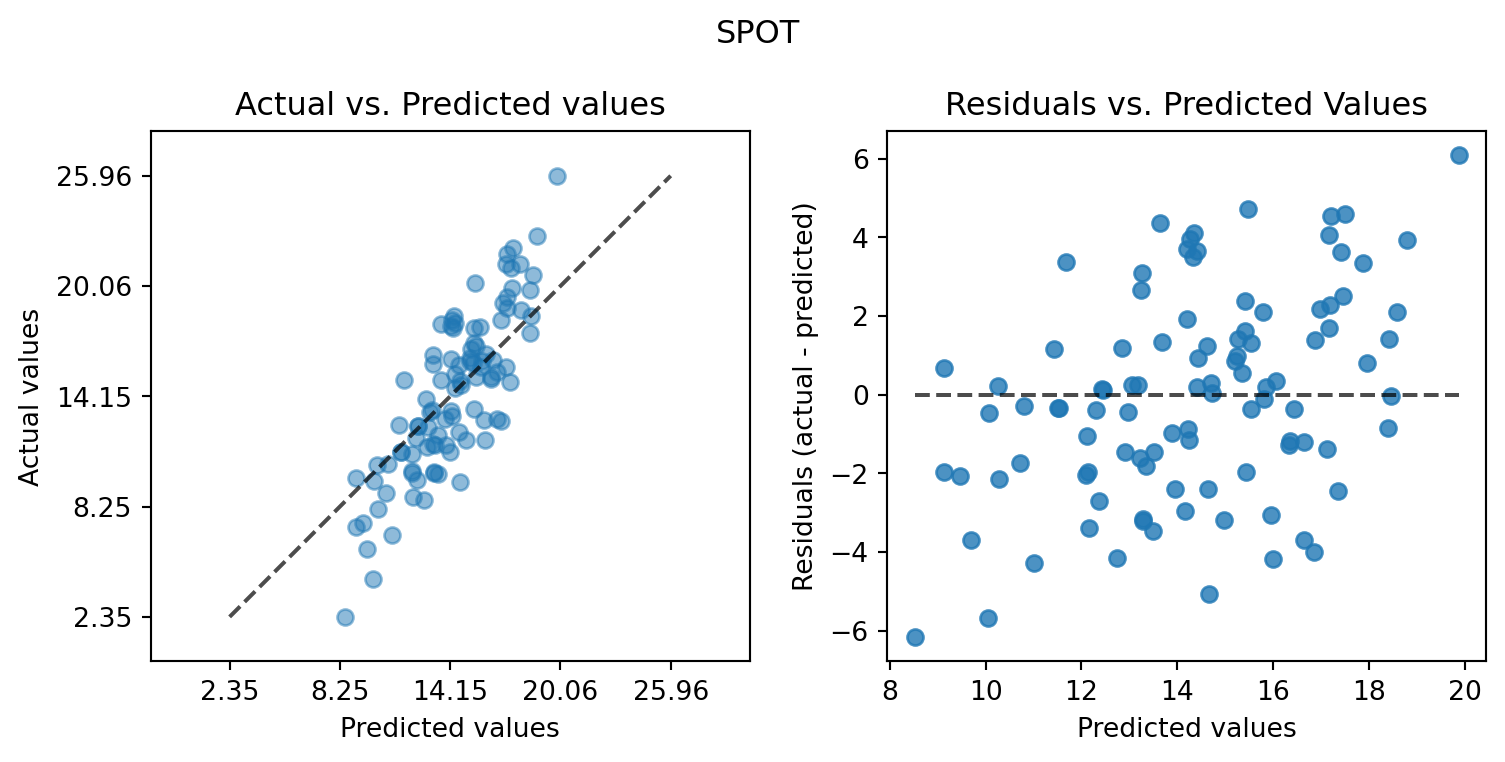 SPOT
Actual vs. Predicted values
Actual values
25.96
20.06
14.15
8.25
2.35
2.35 8.25 14.15 20.06 25.96
Predicted values
Residuals vs. Predicted Values
Residuals (actual - predicted)
6
4
2
0
−2
−4
−6
8 10 12 14 16 18 20
Predicted values